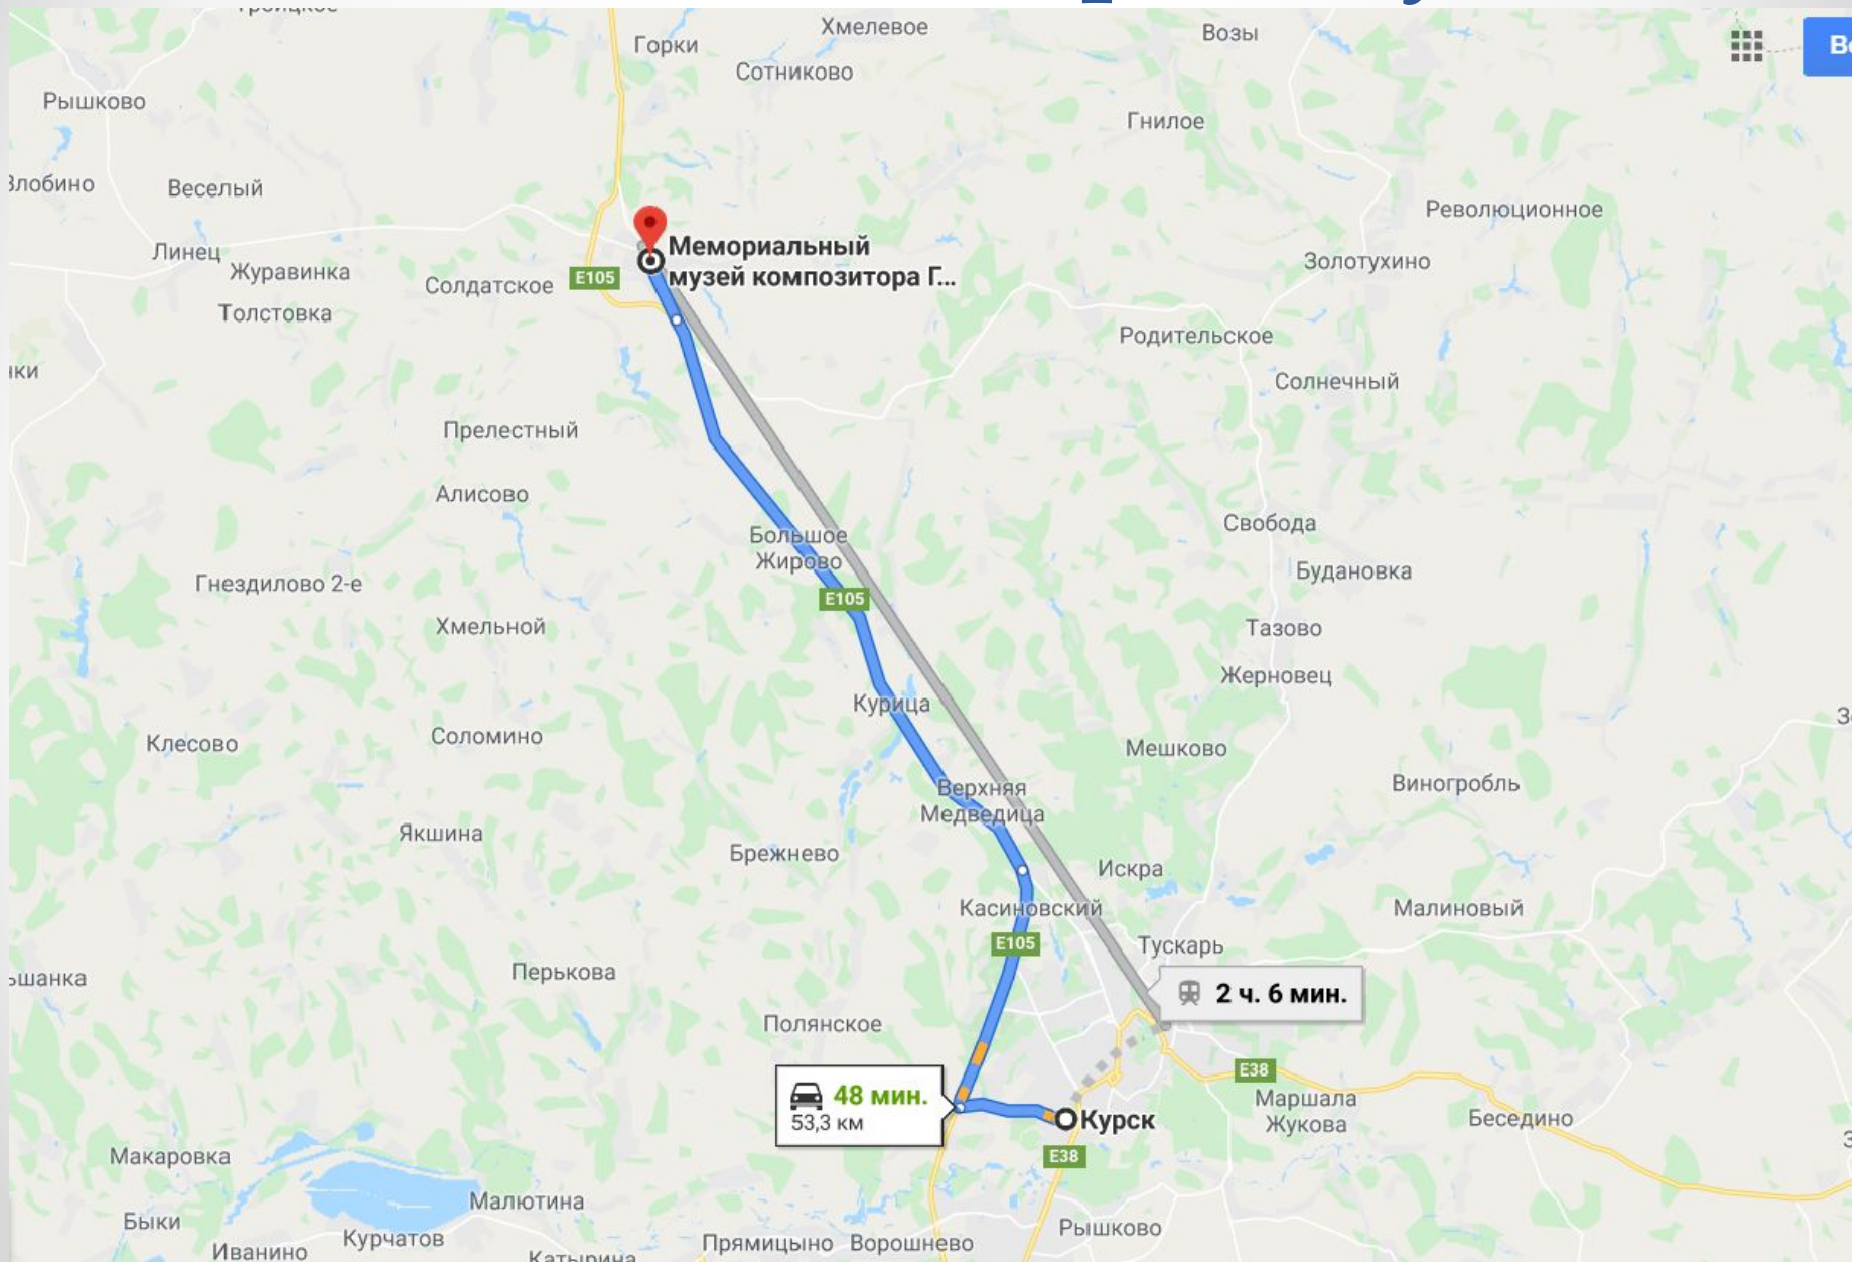 Хмелевое
Возы
Горки
Сотниково
Рышково
Гнилое
Злобино
Веселый
Революционное
Мемориальный
музей композитора Г...
Линец
Журавинка
Солдатское
E105
Золотухино
Толстовка
Родительское
Солнечный
Прелестный
Алисово
Свобода
Большое
Жирово
Будановка
Гнездилово 2-е
E105
Хмельной
Тазово
Жерновец
Курица
Клесово
Соломино
Мешково
Виногробль
Верхняя
Медведица
Якшина
Брежнево
Искра
Касиновский
Малиновый
E105
Тускарь
Перькова
ьшанка
2 ч. 6 мин.
Полянское
E38
48 мин.
53,3 км
Маршала
Жукова
Курск
Беседино
E38
Макаровка
Малютина
Быки
Курчатов
Иванино
Рышково
Прямицыно
Ворошнево
Катырина